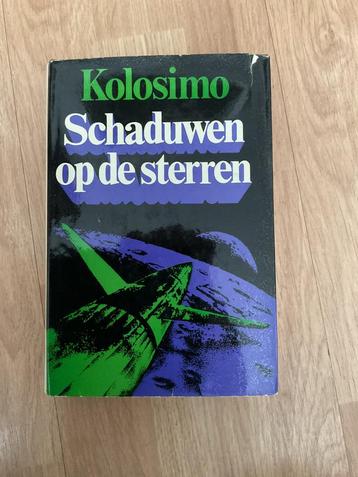 Kolosimo
Schaduwen
op de sterren